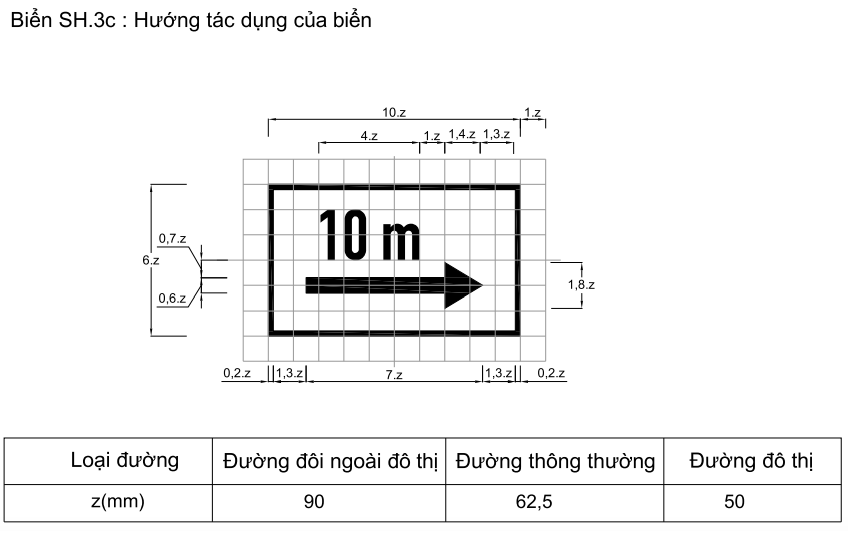 Biển SH.3c : Hướng tác dụng của biển
10.z
1.z
4.z
1.z
1,4.z
1,3.z
0,7.z
6.z
0,6.z
10 m
1,8.z
0,2.z
1,3.z
7.z
1,3.z
0,2.z
Loại đường
Đường đôi ngoài đô thị
Đường thông thường
Đường đô thị
z(mm)
90
62,5
50